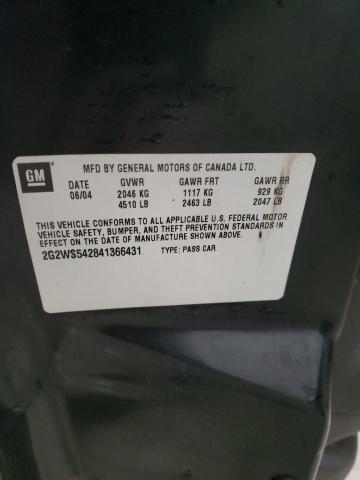 GM
MFD BY GENERAL MOTORS OF CANADA LTD.
DATE GVWR GAWR FRT GAWR RR
06/04 2046 KG 1117 KG 929 KG
4510 LB 2463 LB 2047 LB
THIS VEHICLE CONFORMS TO ALL APPLICABLE U.S. FEDERAL MOTOR
VEHICLE SAFETY, BUMPER, AND THEFT PREVENTION STANDARDS IN
EFFECT ON THE DATE OF MANUFACTURE SHOWN ABOVE.
2G2WS542841366431 TYPE: PASS CAR